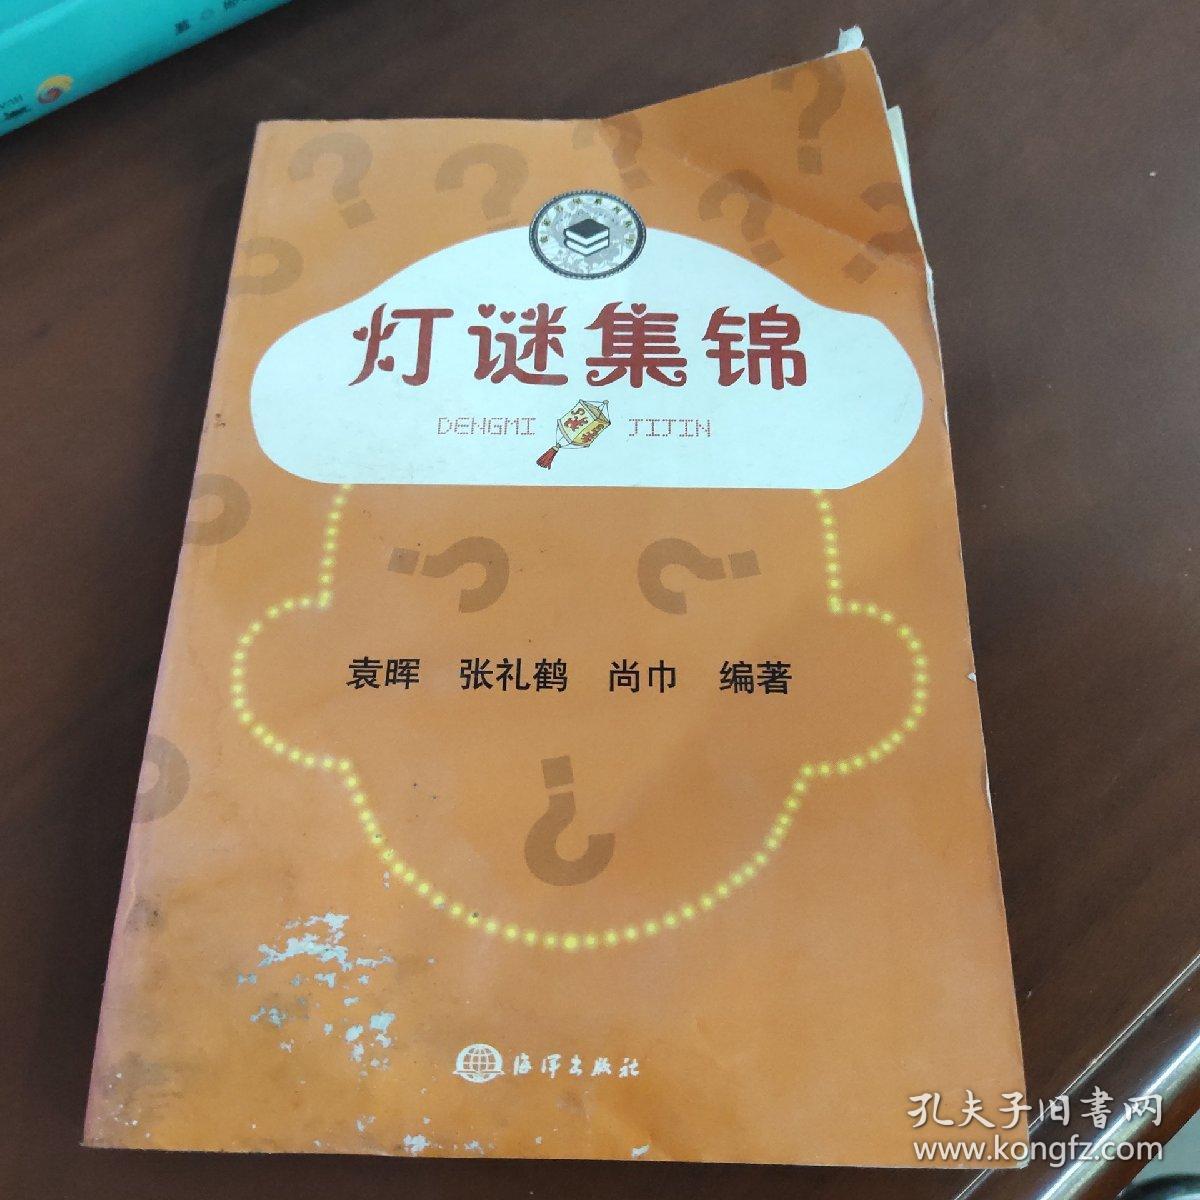 灯谜集锦
DENGMI JIJIN
袁晖 张礼鹤 尚巾 编著
海洋出版社
孔夫子旧书网
www.kongfz.com